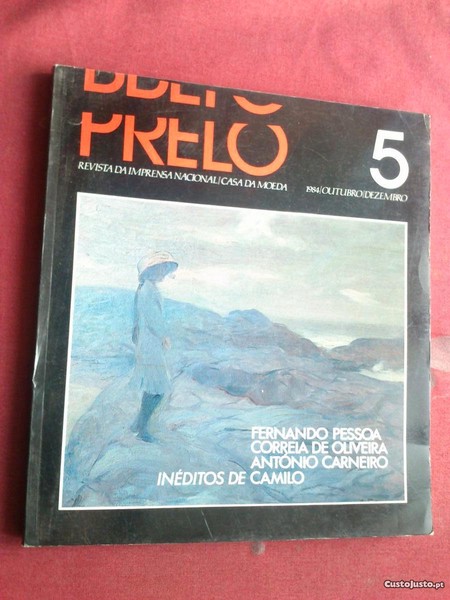 PRELO
PRELO
5
REVISTA DA IMPRENSA NACIONAL/CASA DA MOEDA
1984/OUTUBRO/DEZEMBRO
FERNANDO PESSOA
CORREIA DE OLIVEIRA
ANTÓNIO CARNEIRO
INÉDITOS DE CAMILO
CustoJusto.pt